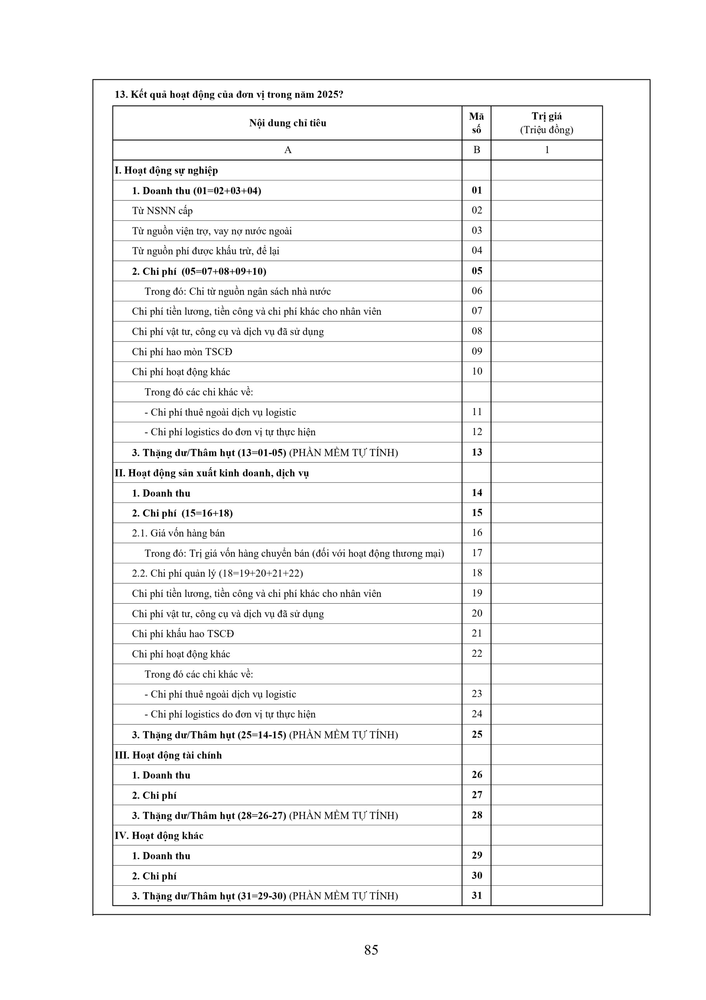 13. Kết quả hoạt động của đơn vị trong năm 2025?
Nội dung chỉ tiêu Mã số Trị giá (Triệu đồng)
A B 1
I. Hoạt động sự nghiệp
1. Doanh thu (01=02+03+04) 01
Từ NSNN cấp 02
Từ nguồn viện trợ, vay nợ nước ngoài 03
Từ nguồn phí được khấu trừ, để lại 04
2. Chi phí (05=07+08+09+10) 05
Trong đó: Chi từ nguồn ngân sách nhà nước 06
Chi phí tiền lương, tiền công và chi phí khác cho nhân viên 07
Chi phí vật tư, công cụ và dịch vụ đã sử dụng 08
Chi phí hao mòn TSCĐ 09
Chi phí hoạt động khác 10
Trong đó các chi khác về:
- Chi phí thuê ngoài dịch vụ logistic 11
- Chi phí logistics do đơn vị tự thực hiện 12
3. Thặng dư/Thâm hụt (13=01-05) (PHẦN MỀM TỰ TÍNH) 13
II. Hoạt động sản xuất kinh doanh, dịch vụ
1. Doanh thu 14
2. Chi phí (15=16+18) 15
2.1. Giá vốn hàng bán 16
Trong đó: Trị giá vốn hàng chuyển bán (đối với hoạt động thương mại) 17
2.2. Chi phí quản lý (18=19+20+21+22) 18
Chi phí tiền lương, tiền công và chi phí khác cho nhân viên 19
Chi phí vật tư, công cụ và dịch vụ đã sử dụng 20
Chi phí khấu hao TSCĐ 21
Chi phí hoạt động khác 22
Trong đó các chi khác về:
- Chi phí thuê ngoài dịch vụ logistic 23
- Chi phí logistics do đơn vị tự thực hiện 24
3. Thặng dư/Thâm hụt (25=14-15) (PHẦN MỀM TỰ TÍNH) 25
III. Hoạt động tài chính
1. Doanh thu 26
2. Chi phí 27
3. Thặng dư/Thâm hụt (28=26-27) (PHẦN MỀM TỰ TÍNH) 28
IV. Hoạt động khác
1. Doanh thu 29
2. Chi phí 30
3. Thặng dư/Thâm hụt (31=29-30) (PHẦN MỀM TỰ TÍNH) 31
85